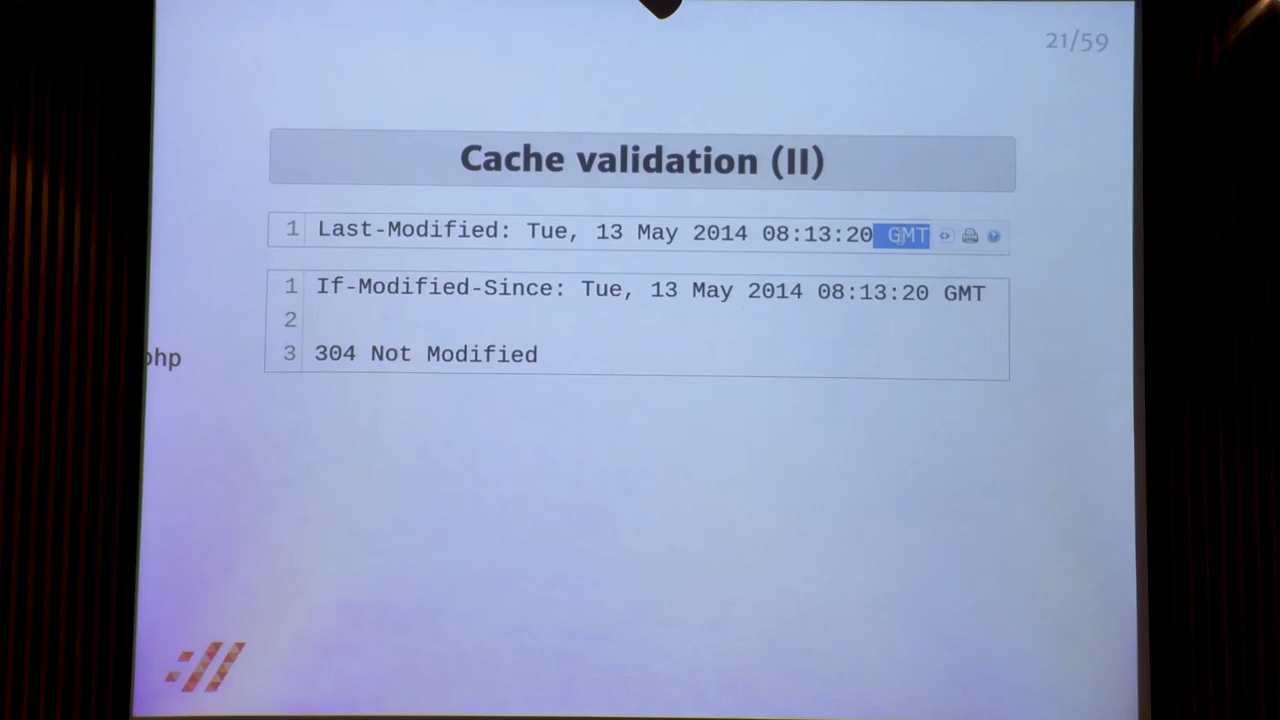 21/59
Cache validation (II)
1 Last-Modified: Tue, 13 May 2014 08:13:20 GMT
1 If-Modified-Since: Tue, 13 May 2014 08:13:20 GMT
2
3 304 Not Modified
php
://